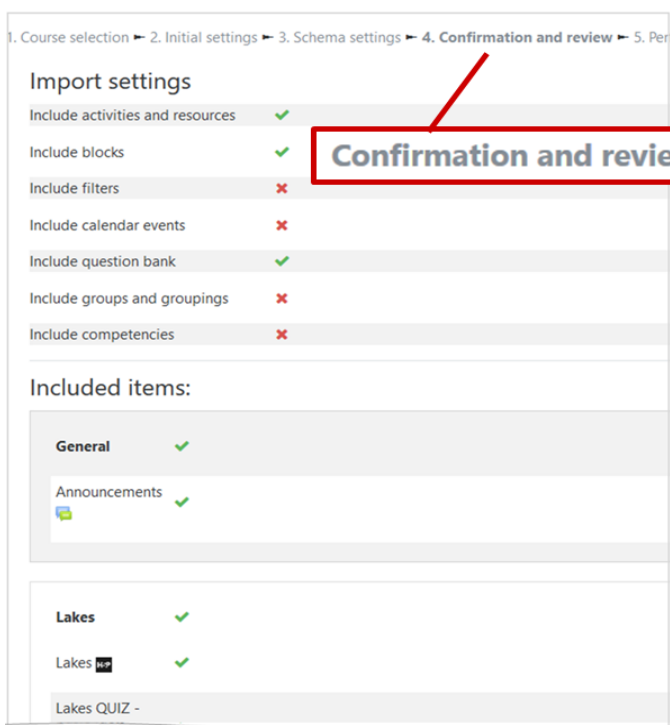 1. Course selection ► 2. Initial settings ► 3. Schema settings ► 4. Confirmation and review ► 5. Per
Import settings
Include activities and resources
Include blocks
Confirmation and revie
Include filters
Include calendar events
Include question bank
Include groups and groupings
Include competencies
Included items:
General
Announcements
Lakes
Lakes H-P
Lakes QUIZ -